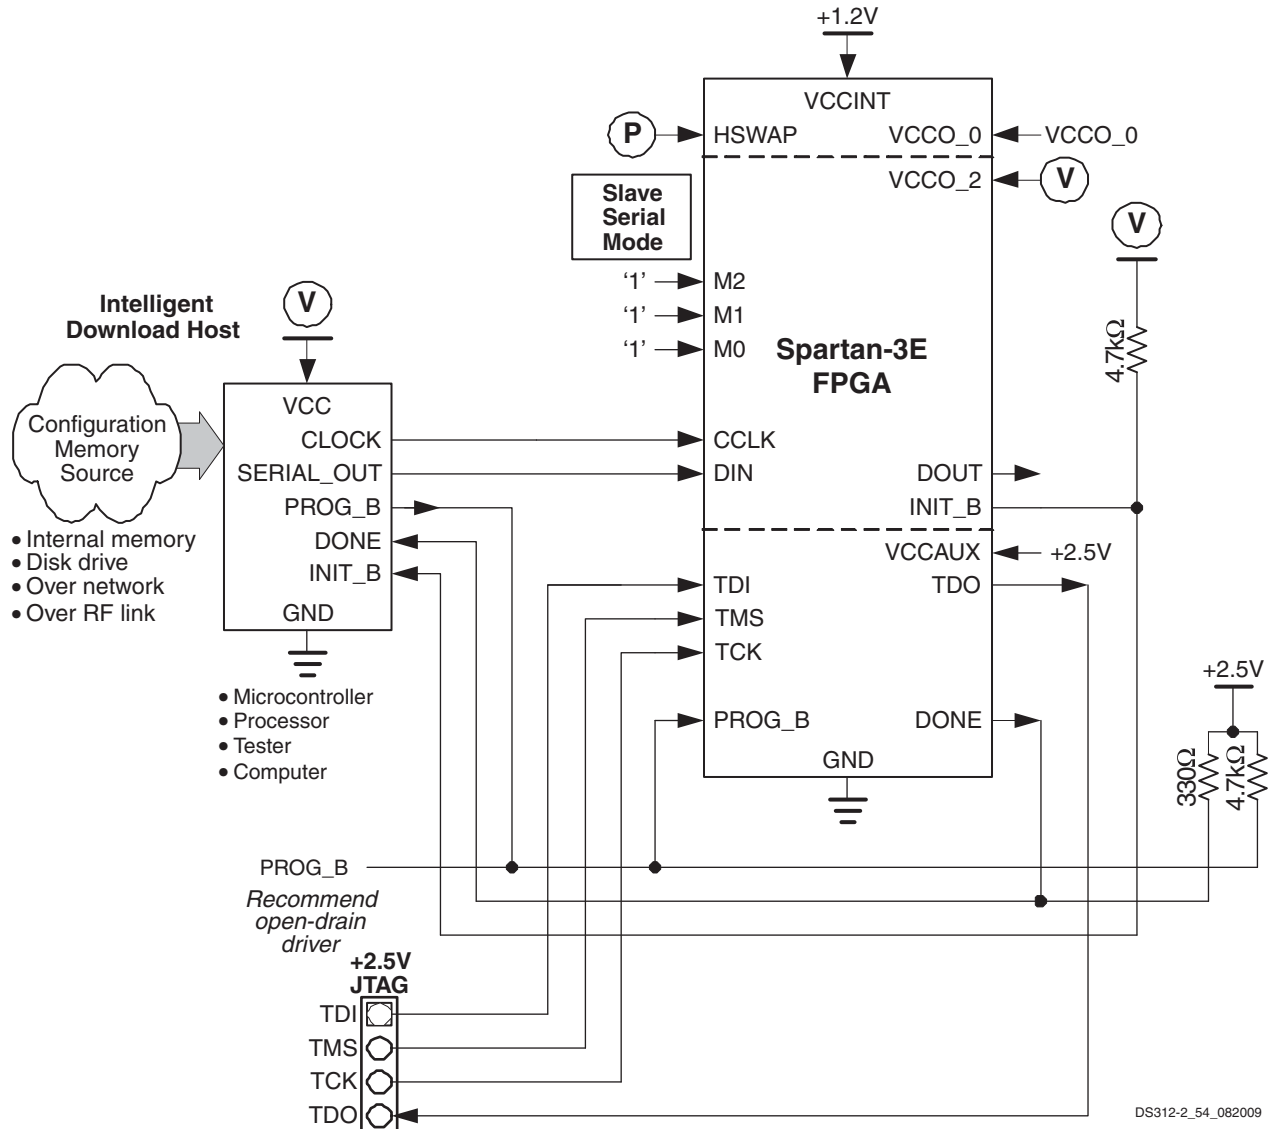 +1.2V
VCCINT
P
HSWAP
VCCO_0
VCCO_0
VCCO_2
V
Slave
Serial
Mode
V
'1'
M2
'1'
M1
'1'
M0
Spartan-3E
FPGA
4.7kΩ
Intelligent
Download Host
V
Configuration
Memory
Source
VCC
CLOCK
SERIAL_OUT
PROG_B
DONE
INIT_B
GND
CCLK
DIN
DOUT
INIT_B
• Internal memory
• Disk drive
• Over network
• Over RF link
VCCAUX
+2.5V
TDI
TDO
TMS
TCK
PROG_B
DONE
GND
• Microcontroller
• Processor
• Tester
• Computer
+2.5V
330Ω
4.7kΩ
PROG_B
Recommend
open-drain
driver
+2.5V
JTAG
TDI
TMS
TCK
TDO
DS312-2_54_082009